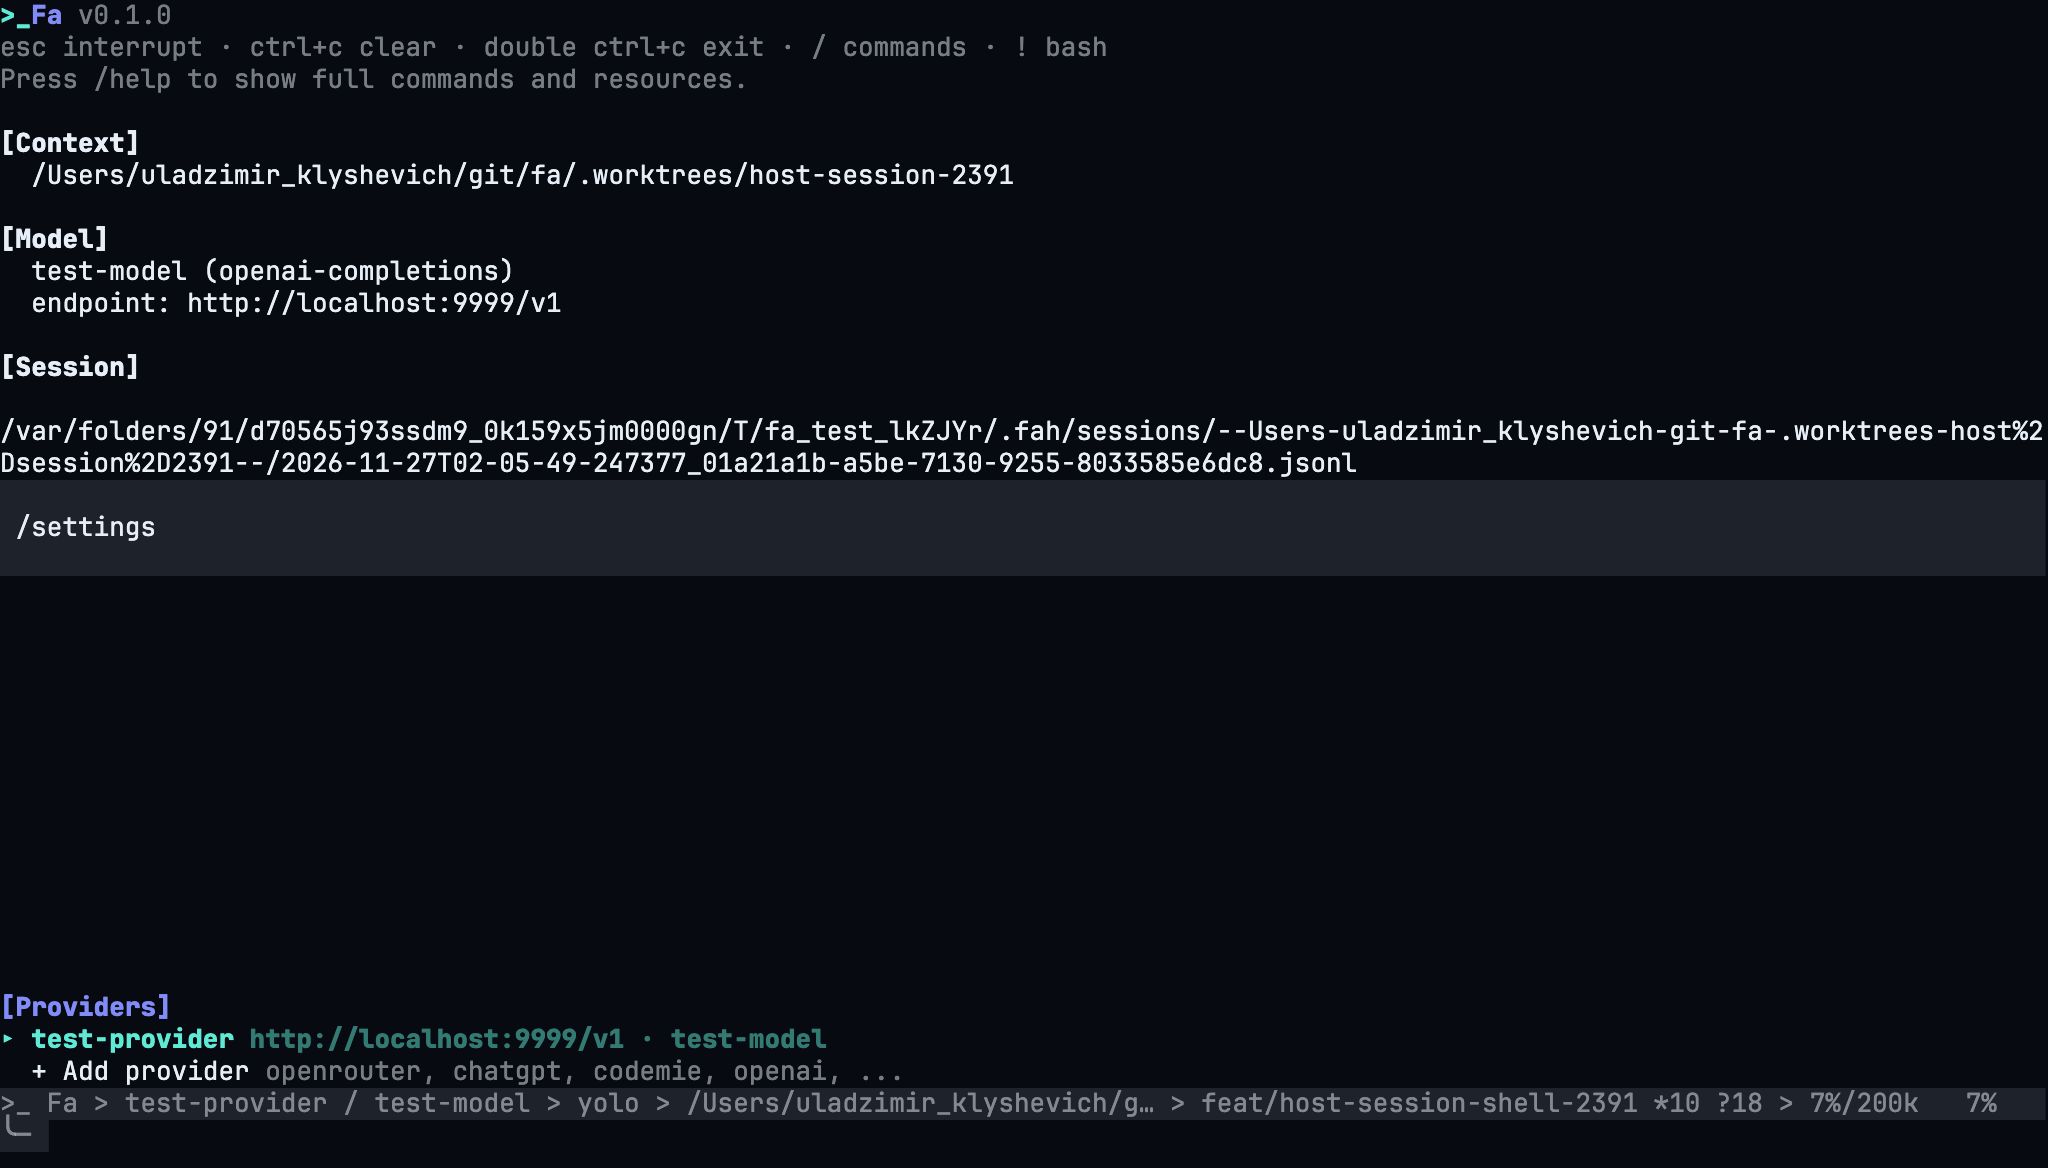 >_Fa v0.1.0
esc interrupt · ctrl+c clear · double ctrl+c exit · / commands · ! bash
Press /help to show full commands and resources.
[Context]
/Users/uladzimir_klyshevich/git/fa/.worktrees/host-session-2391
[Model]
test-model (openai-completions)
endpoint: http://localhost:9999/v1
[Session]
/var/folders/91/d70565j93ssdm9_0k159x5jm0000gn/T/fa_test_lkZJYr/.fah/sessions/--Users-uladzimir_klyshevich-git-fa-.worktrees-host%2
Dsession%2D2391--/2026-11-27T02-05-49-247377_01a21a1b-a5be-7130-9255-8033585e6dc8.jsonl
/settings
[Providers]
▸ test-provider http://localhost:9999/v1 · test-model
+ Add provider openrouter, chatgpt, codemie, openai, ...
>_ Fa > test-provider / test-model > yolo > /Users/uladzimir_klyshevich/g… > feat/host-session-shell-2391 *10 ?18 > 7%/200k 7%